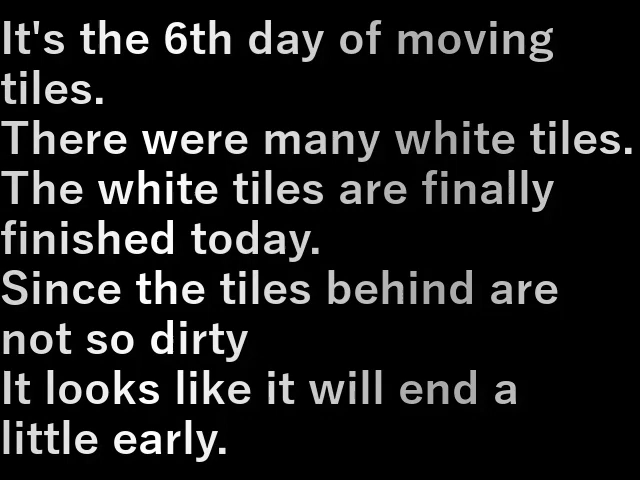 It's the 6th day of moving
tiles.
There were many white tiles.
The white tiles are finally
finished today.
Since the tiles behind are
not so dirty
It looks like it will end a
little early.